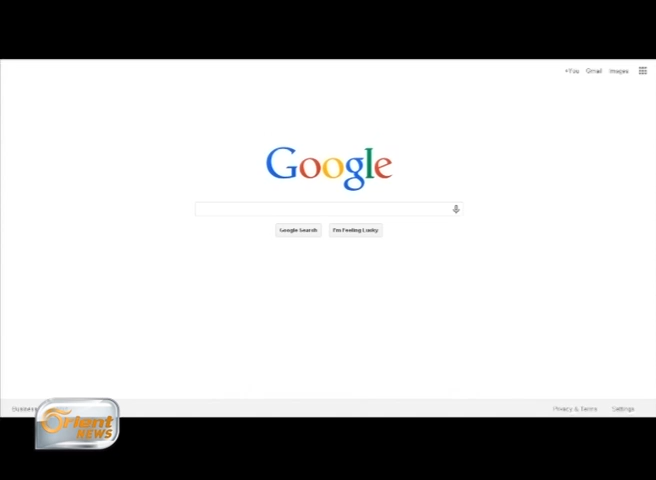 +You Gmail Images
Google
Google Search I'm Feeling Lucky
Privacy & Terms Settings
Orient
NEWS